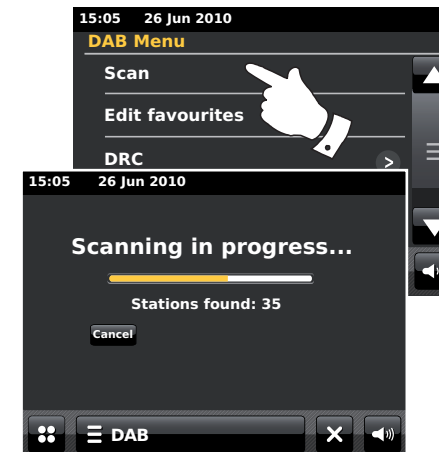 15:05 26 Jun 2010
DAB Menu
Scan
Edit favourites
DRC
15:05 26 Jun 2010
Scanning in progress...
Stations found: 35
Cancel
DAB